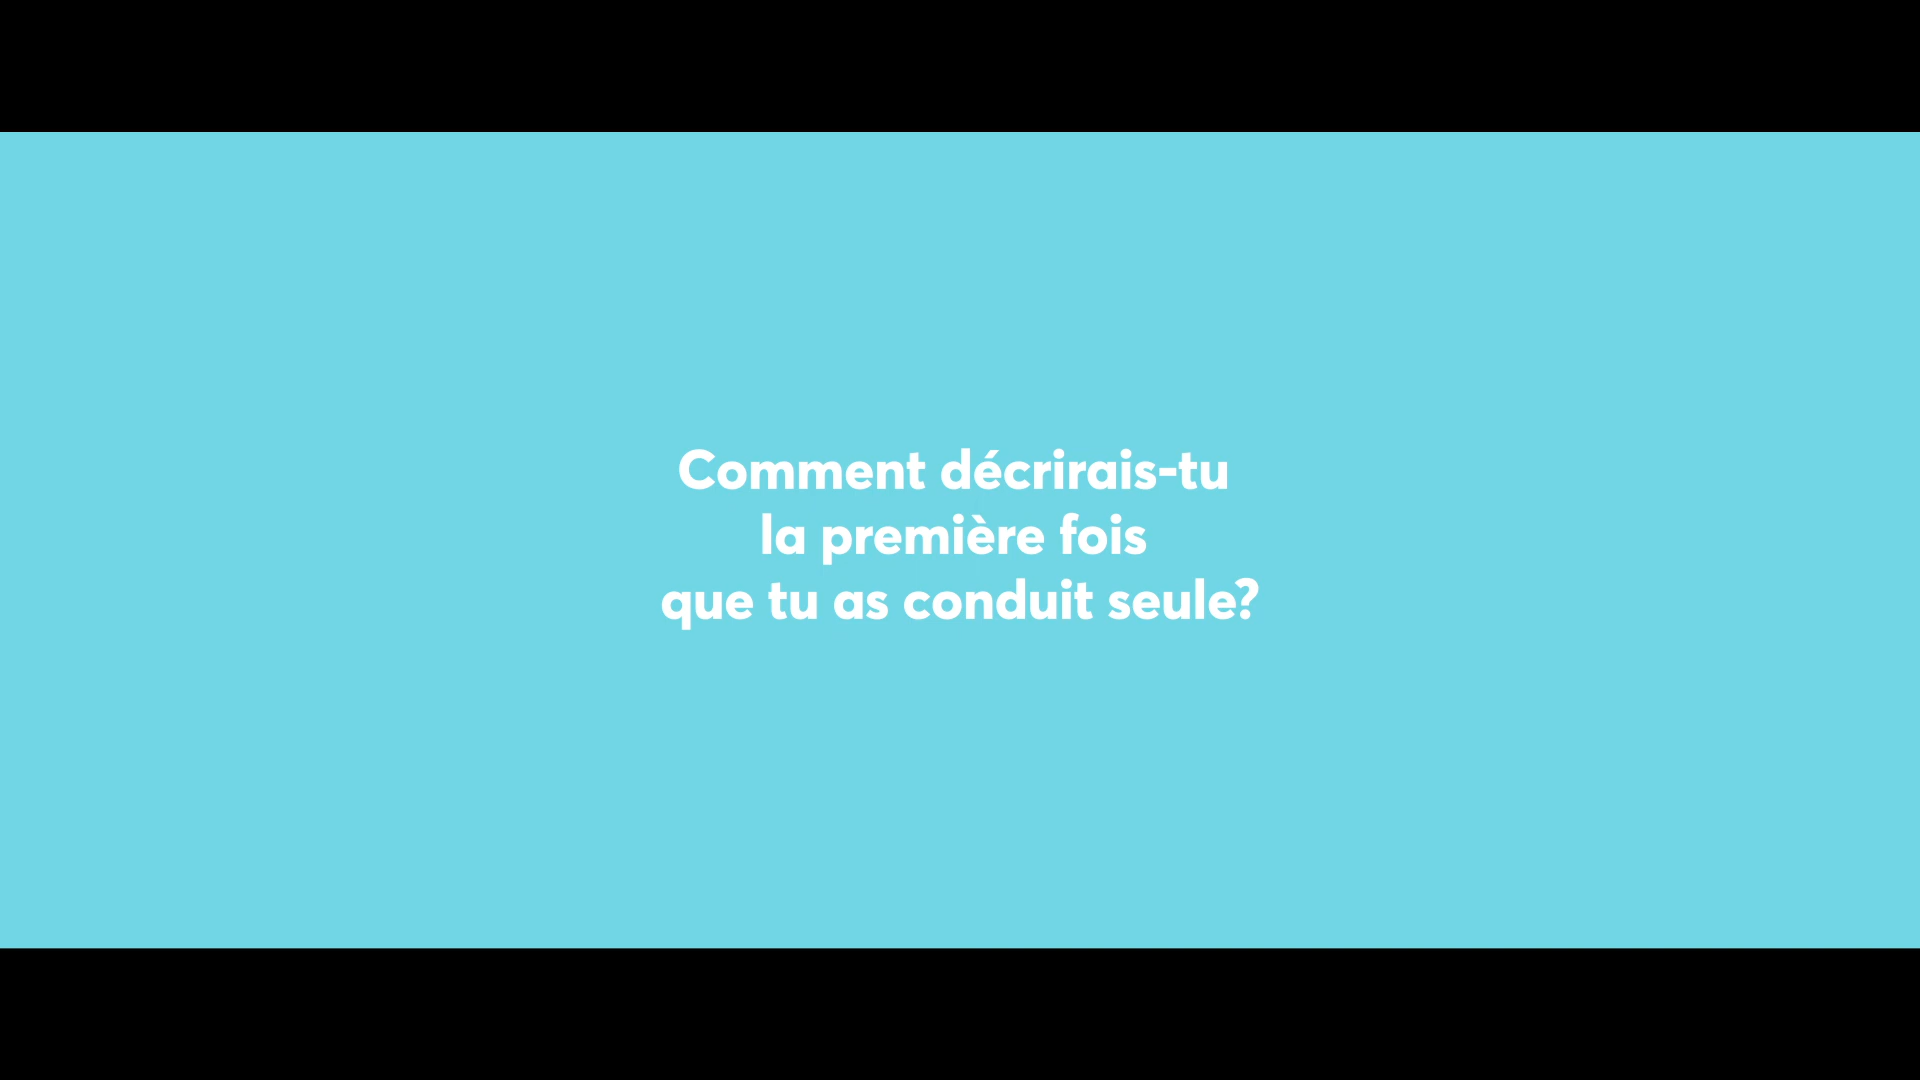 Comment décrirais-tu
la première fois
que tu as conduit seule?